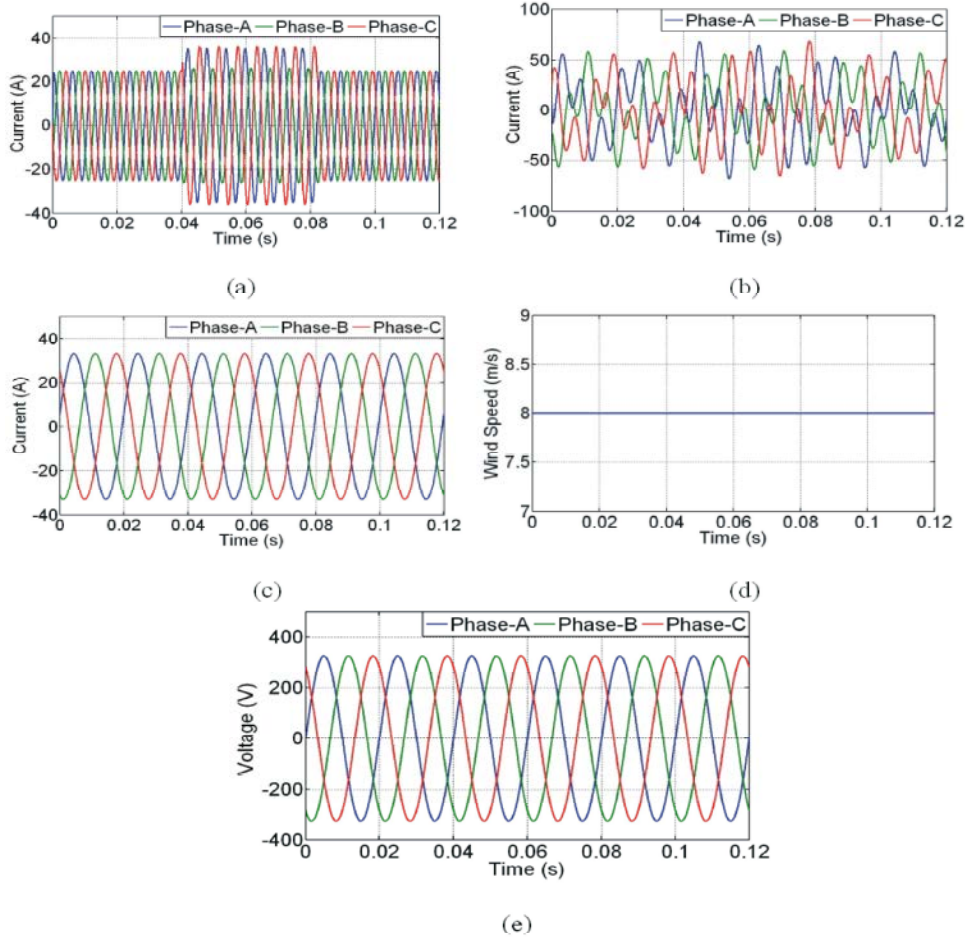 Phase-A Phase-B Phase-C
40
20
0
-20
-40
Current (A)
0 0.02 0.04 0.06 0.08 0.1 0.12
Time (s)
(a)
Phase-A Phase-B Phase-C
100
50
0
-50
-100
Current (A)
0 0.02 0.04 0.06 0.08 0.1 0.12
Time (s)
(b)
Phase-A Phase-B Phase-C
40
20
0
-20
-40
Current (A)
0 0.02 0.04 0.06 0.08 0.1 0.12
Time (s)
(c)
9
8.5
8
7.5
7
Wind Speed (m/s)
0 0.02 0.04 0.06 0.08 0.1 0.12
Time (s)
(d)
Phase-A Phase-B Phase-C
400
200
0
-200
-400
Voltage (V)
0 0.02 0.04 0.06 0.08 0.1 0.12
Time (s)
(e)